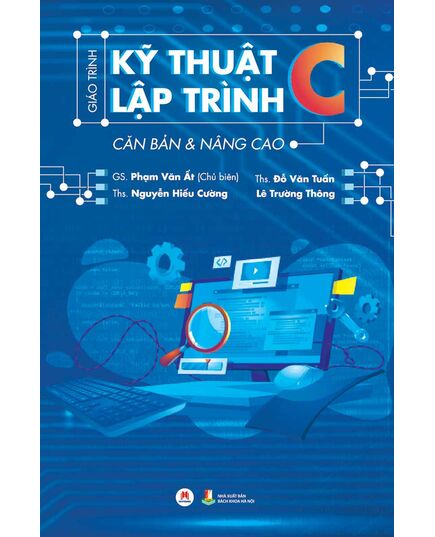 GIÁO TRÌNH
KỸ THUẬT
LẬP TRÌNH C
CĂN BẢN & NÂNG CAO
GS. Phạm Văn Ất (Chủ biên)
Ths. Đỗ Văn Tuấn
Ths. Nguyễn Hiếu Cường
Lê Trường Thông
NHÀ XUẤT BẢN
BÁCH KHOA HÀ NỘI